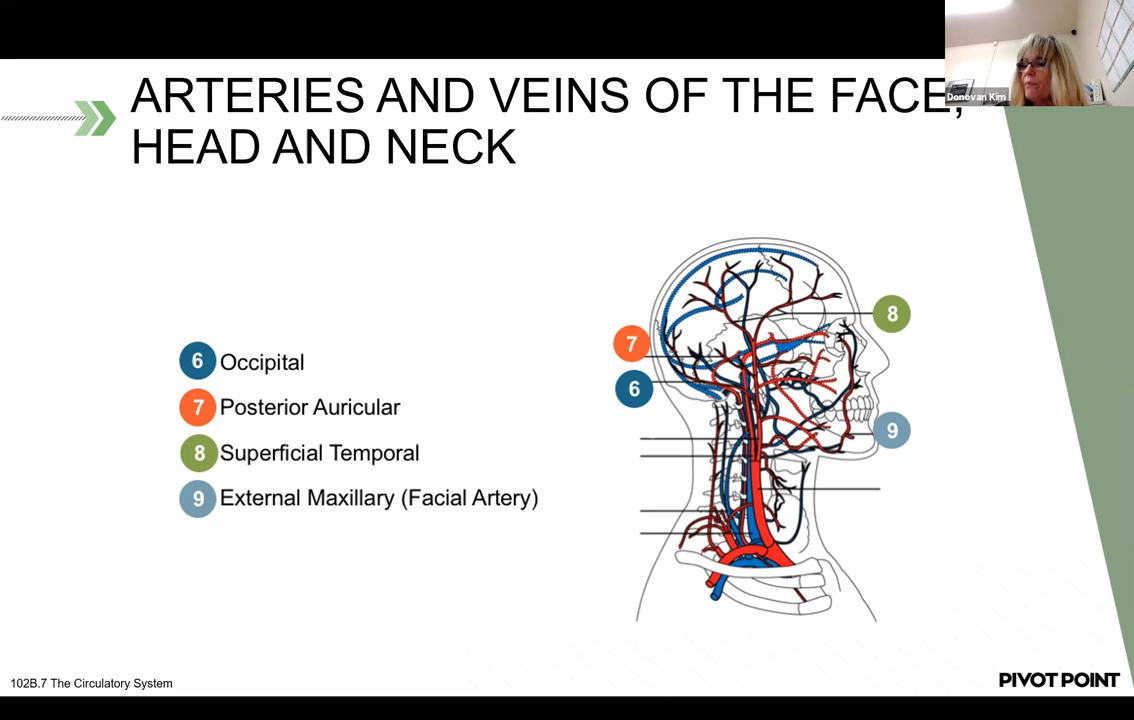 ARTERIES AND VEINS OF THE FACE,
HEAD AND NECK
Donovan Kim
6 Occipital
7 Posterior Auricular
8 Superficial Temporal
9 External Maxillary (Facial Artery)
8
7
6
9
102B.7 The Circulatory System
PIVOT POINT